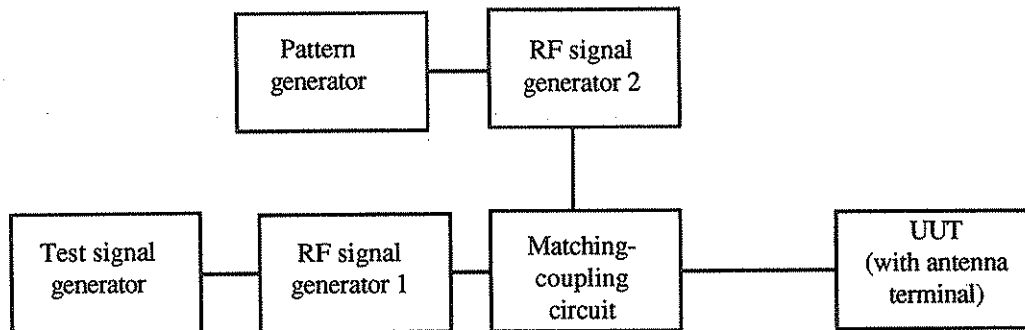 Pattern
generator
RF signal
generator 2
Test signal
generator
RF signal
generator 1
Matching-
coupling
circuit
UUT
(with antenna
terminal)